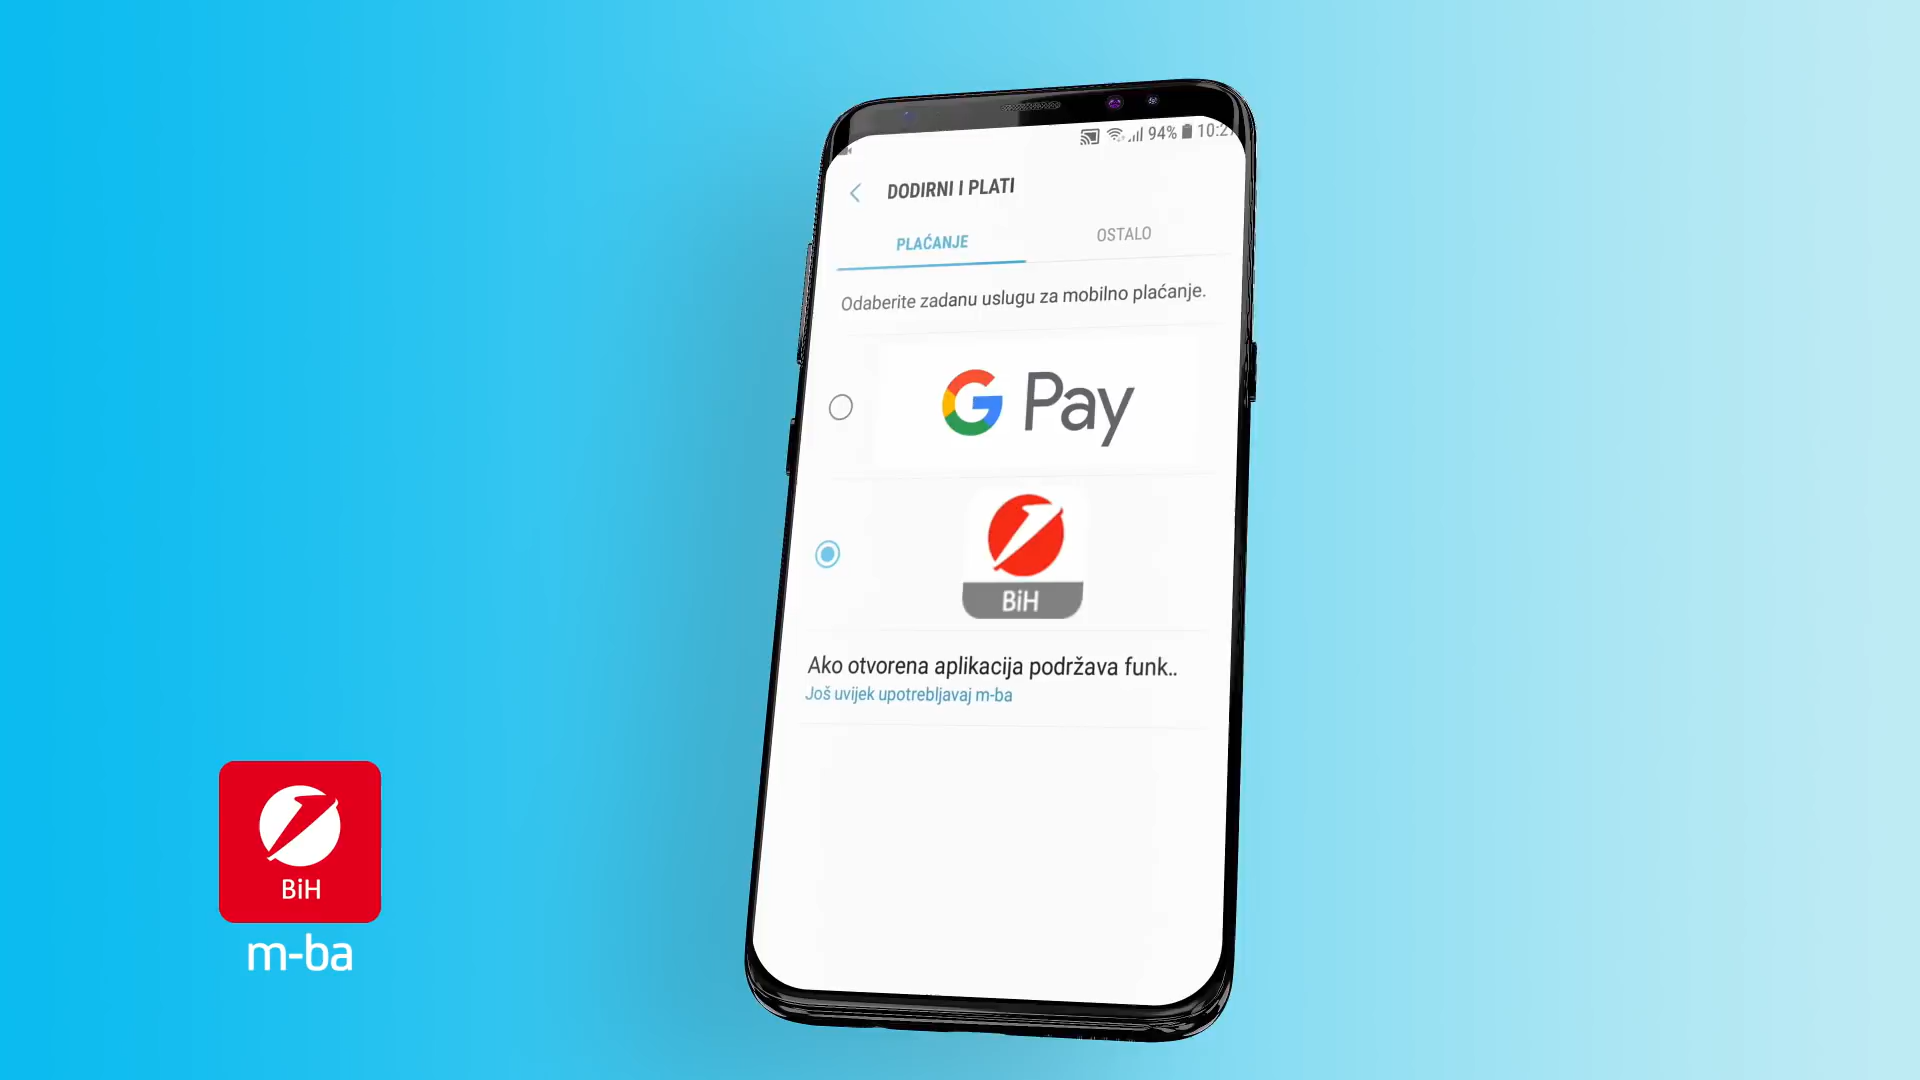 94% 10:27
DODIRNI I PLATI
PLAĆANJE OSTALO
Odaberite zadanu uslugu za mobilno plaćanje.
G Pay
BiH
Ako otvorena aplikacija podržava funk..
Još uvijek upotrebljavaj m-ba
BiH
m-ba